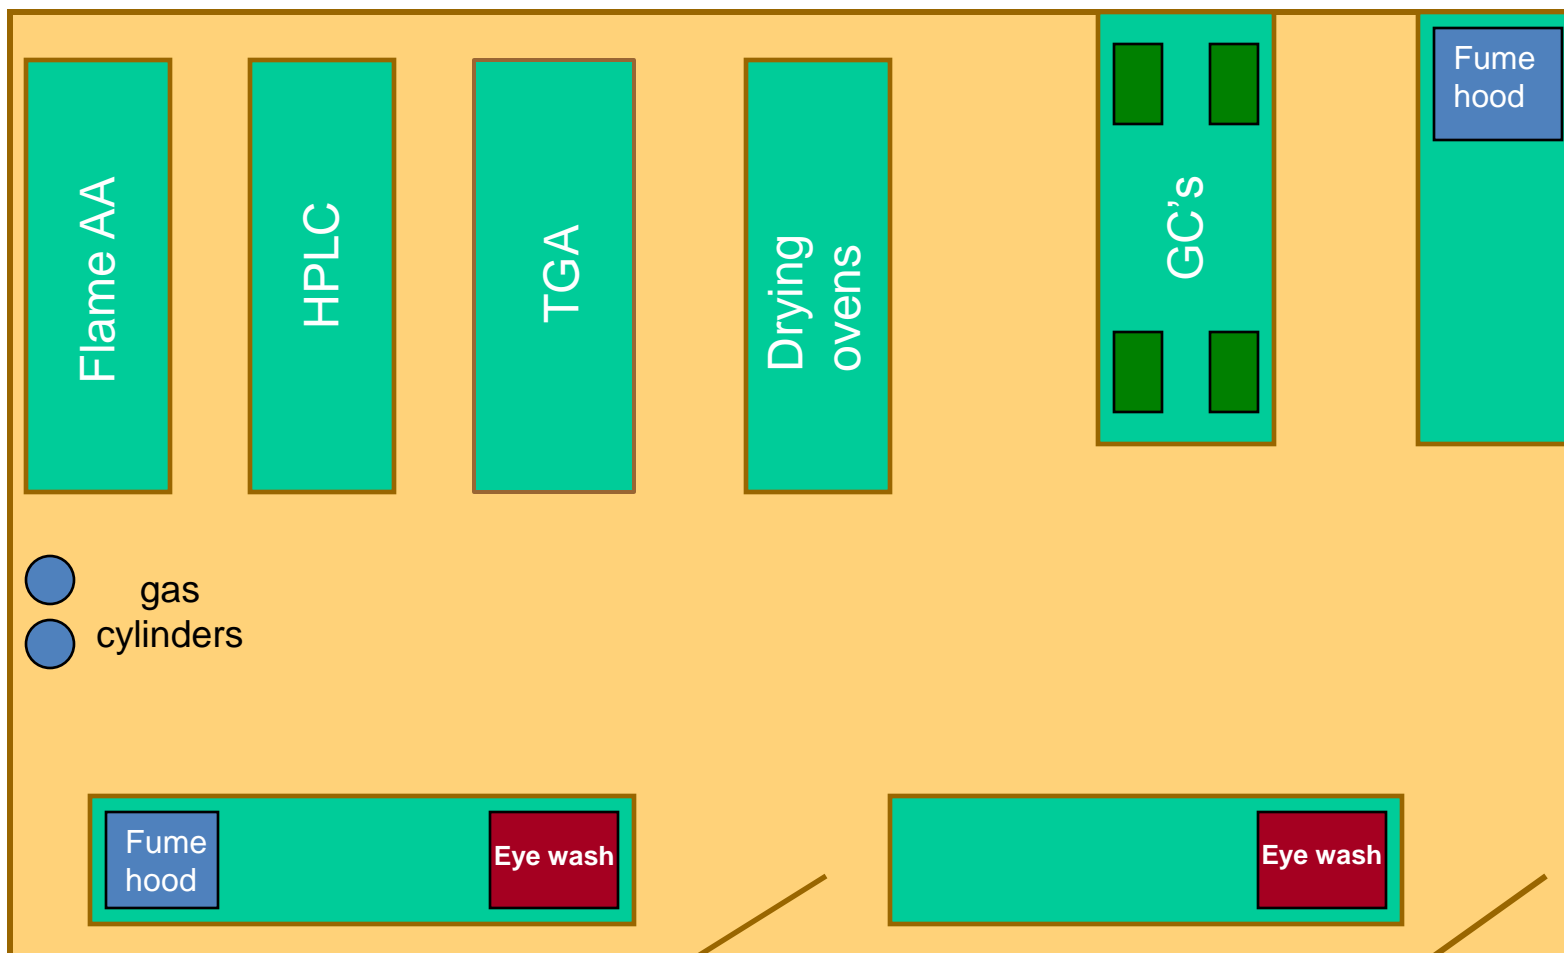 Flame AA
HPLC
TGA
Drying
ovens
GC’s
Fume
hood
gas
cylinders
Fume
hood
Eye wash
Eye wash